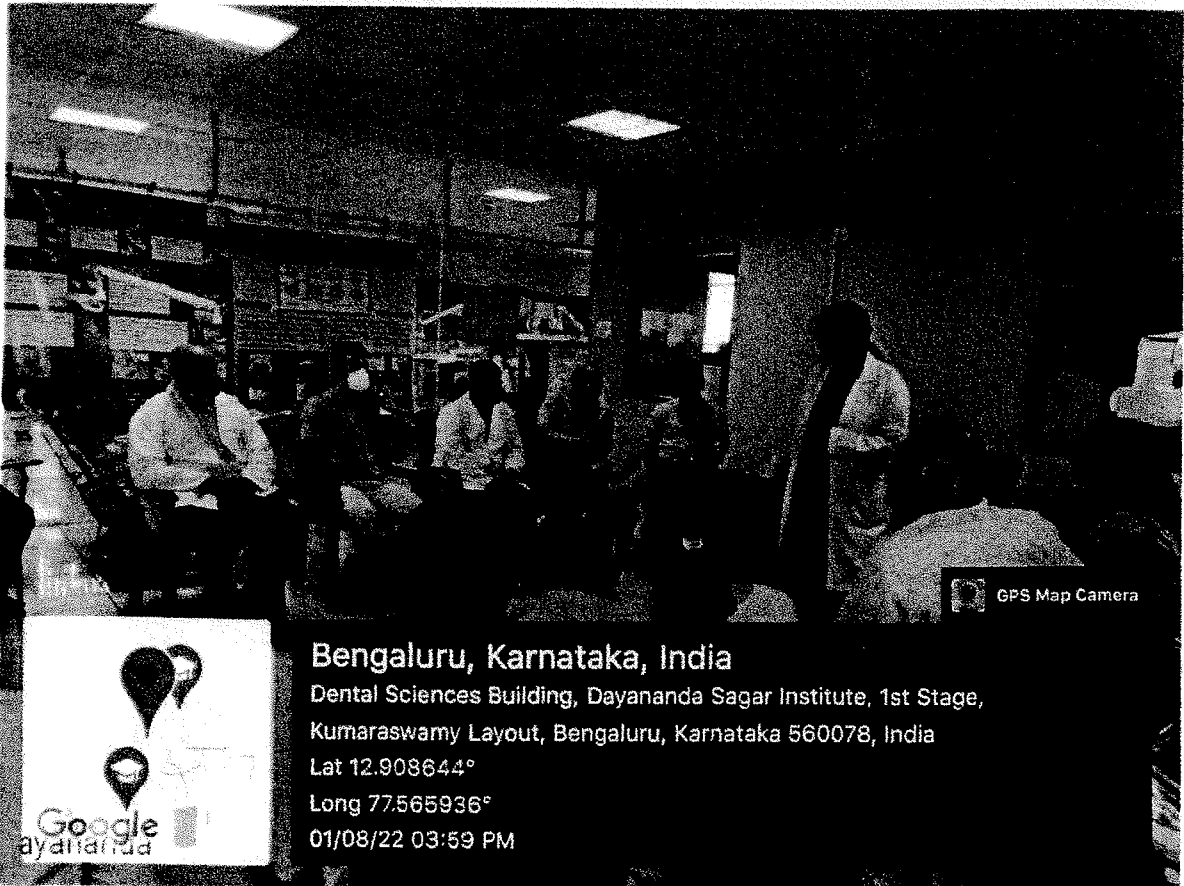 GPS Map Camera
Bengaluru, Karnataka, India
Dental Sciences Building, Dayananda Sagar Institute, 1st Stage,
Kumaraswamy Layout, Bengaluru, Karnataka 560078, India
Lat 12.908644°
Long 77.565936°
01/08/22 03:59 PM
Google
ayananda